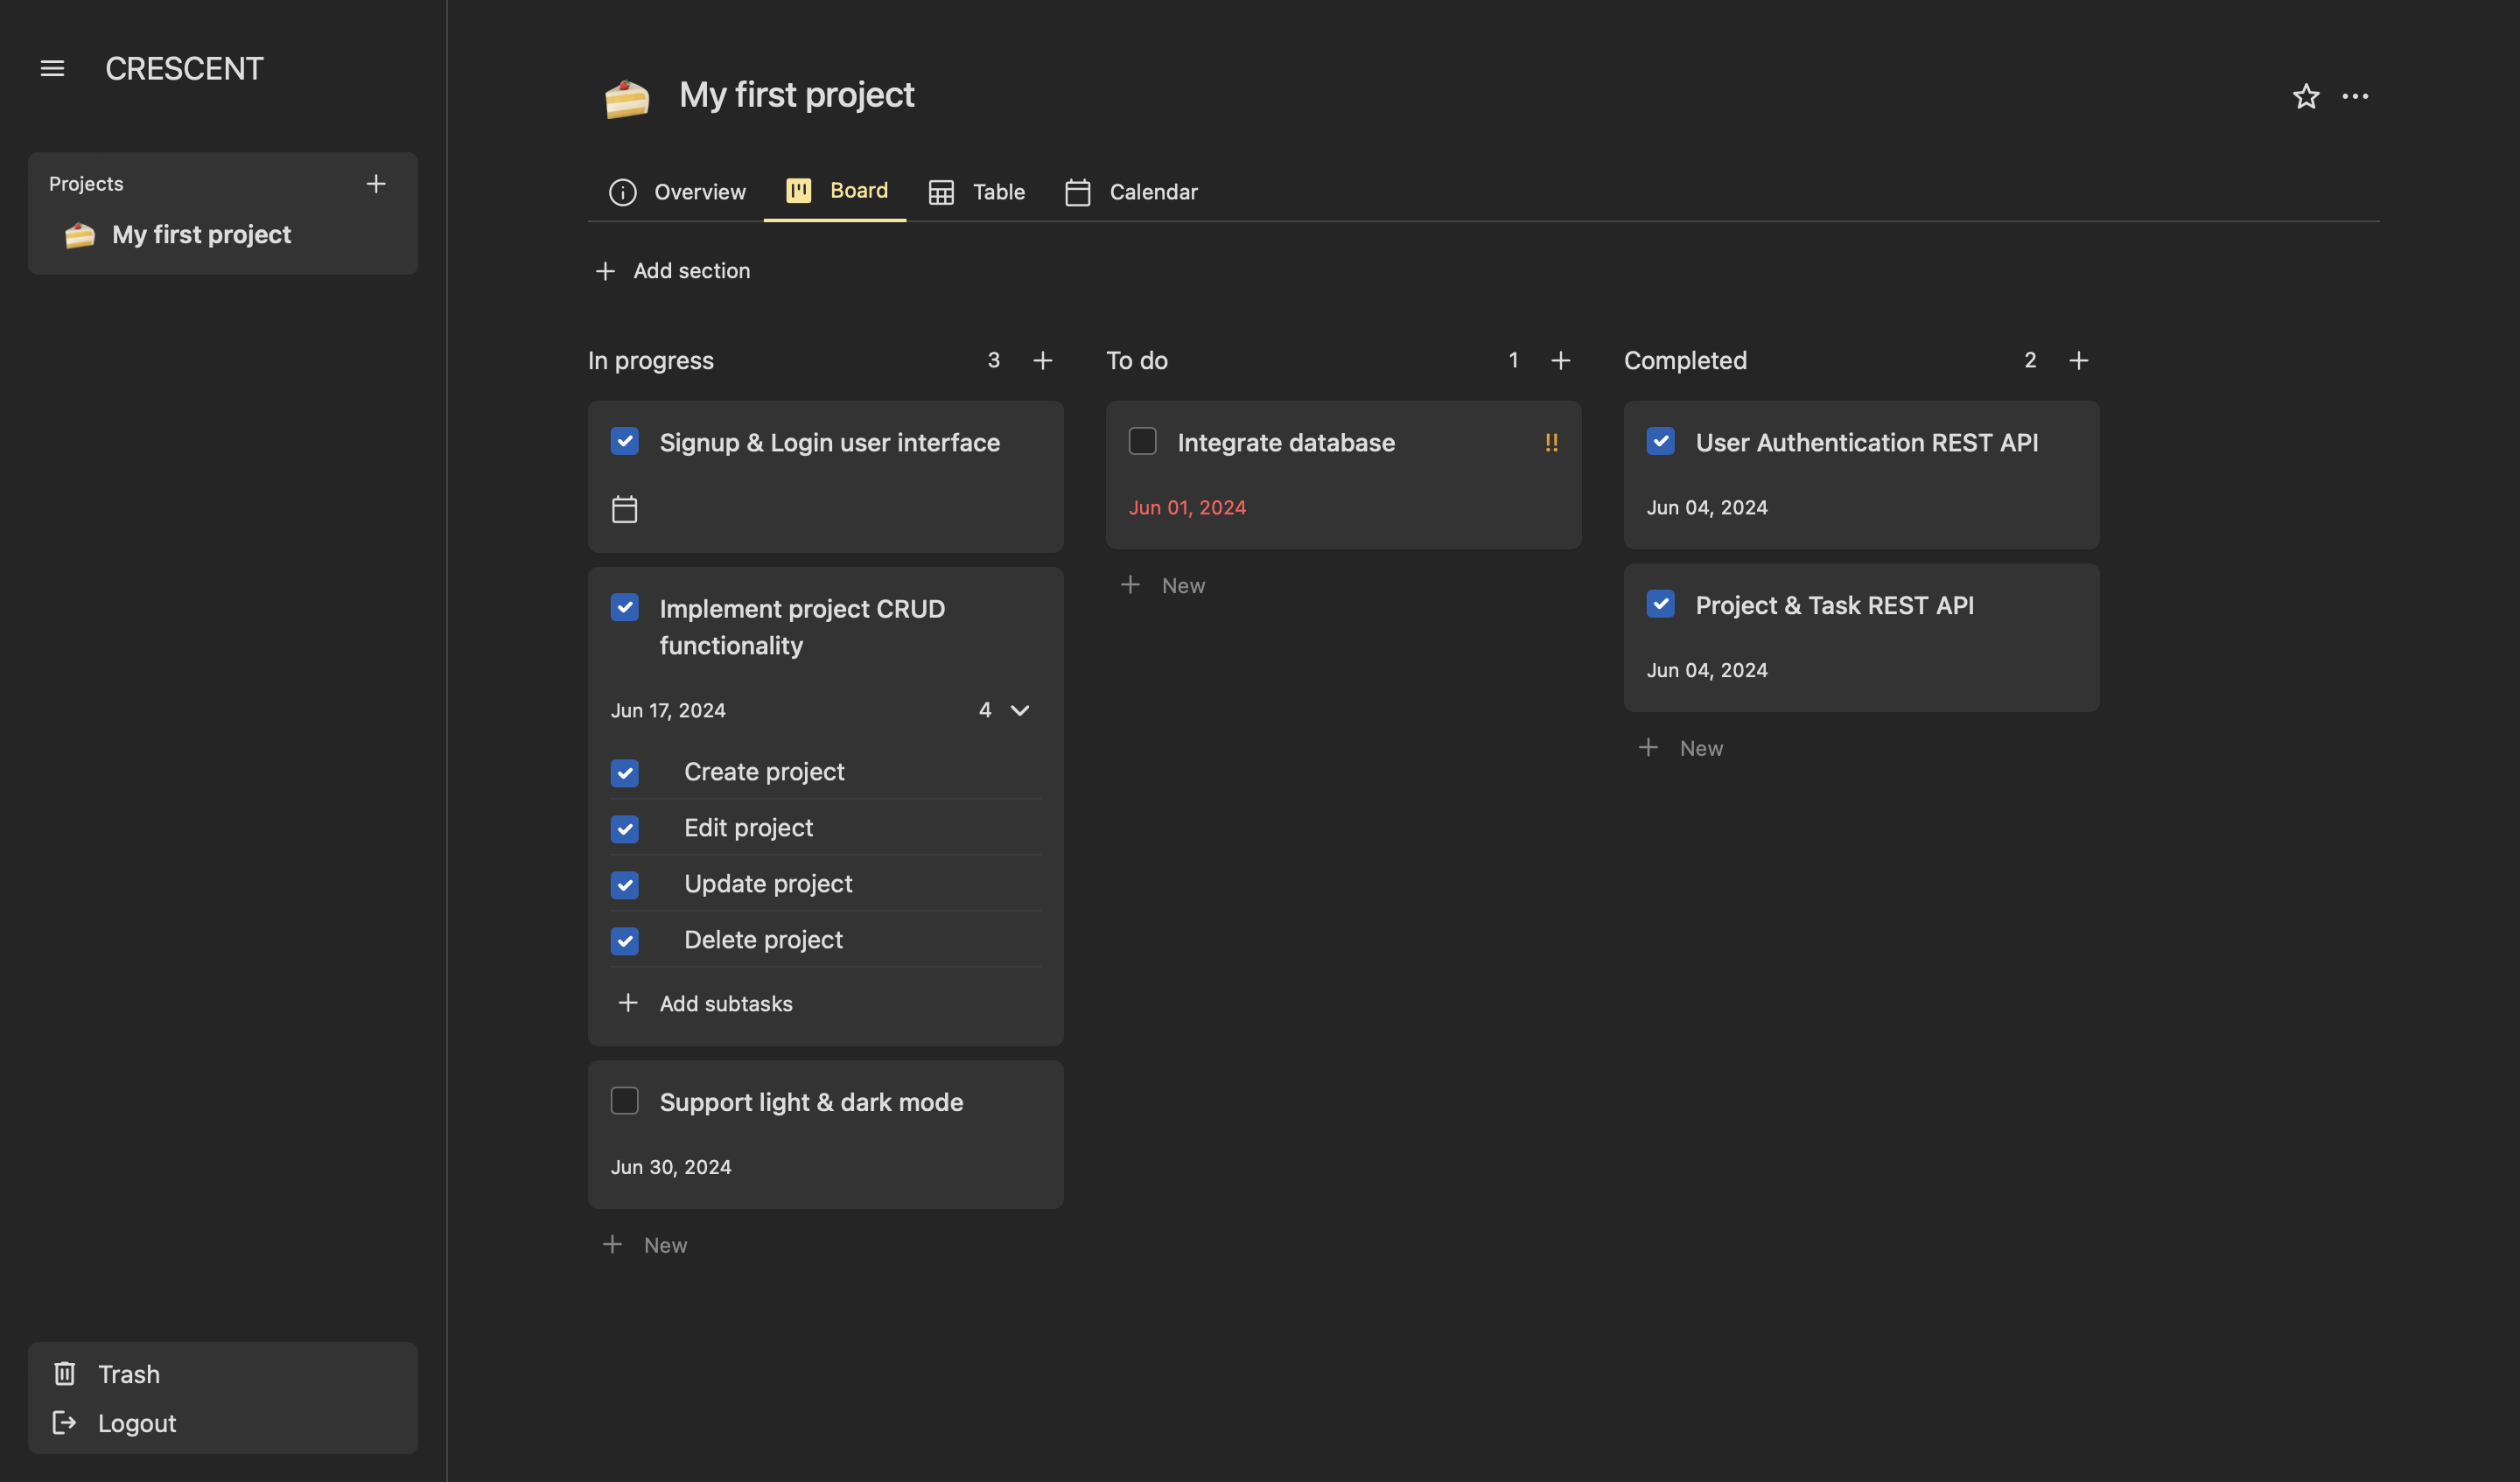 CRESCENT
Projects
My first project
Trash
Logout
My first project
Overview
Board
Table
Calendar
Add section
In progress 3
Signup & Login user interface
Implement project CRUD
functionality
Jun 17, 2024 4
Create project
Edit project
Update project
Delete project
Add subtasks
Support light & dark mode
Jun 30, 2024
New
To do 1
Integrate database !!
Jun 01, 2024
New
Completed 2
User Authentication REST API
Jun 04, 2024
Project & Task REST API
Jun 04, 2024
New